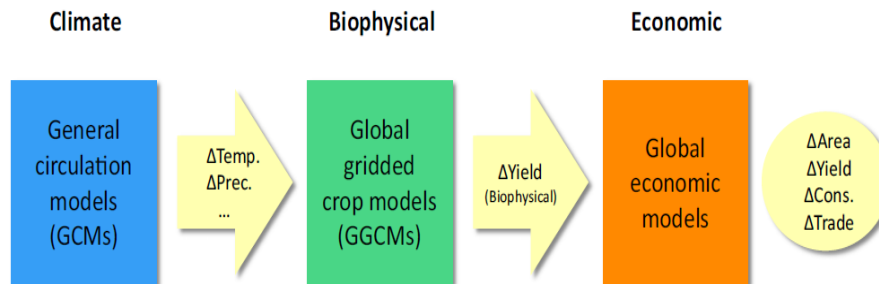 Climate
Biophysical
Economic
General
circulation
models
(GCMs)
ΔTemp.
ΔPrec.
...
Global
gridded
crop models
(GGCMs)
ΔYield
(Biophysical)
Global
economic
models
ΔArea
ΔYield
ΔCons.
ΔTrade